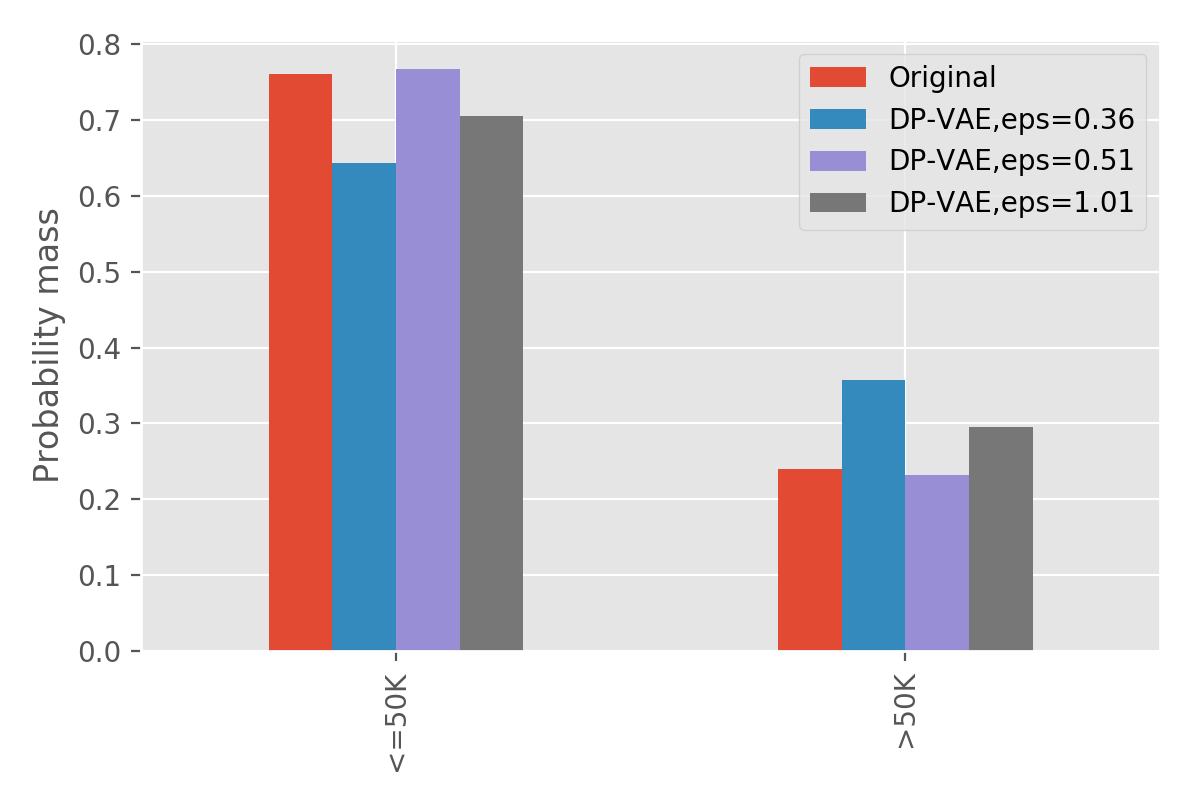 Probability mass
0.8
0.7
0.6
0.5
0.4
0.3
0.2
0.1
0.0
Original
DP-VAE,eps=0.36
DP-VAE,eps=0.51
DP-VAE,eps=1.01
<=50K
>50K